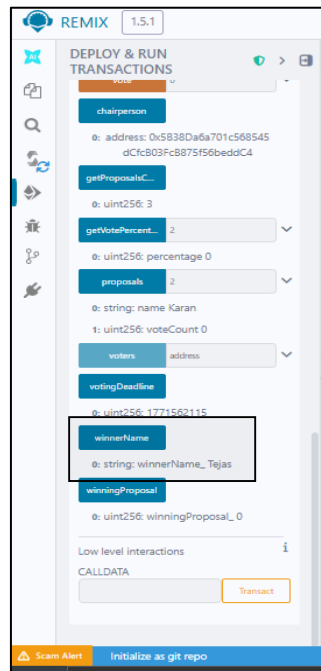 REMIX 1.5.1
DEPLOY & RUN
TRANSACTIONS
vote
chairperson
0: address: 0x5B38Da6a701c568545
dCfcB03FcB875f56beddC4
getProposalsC...
0: uint256: 3
getVotePercent... 2
0: uint256: percentage 0
proposals 2
0: string: name Karan
1: uint256: voteCount 0
voters address
votingDeadline
0: uint256: 1771562115
winnerName
0: string: winnerName_ Tejas
winningProposal
0: uint256: winningProposal_ 0
Low level interactions i
CALLDATA
Transact
Scam Alert Initialize as git repo